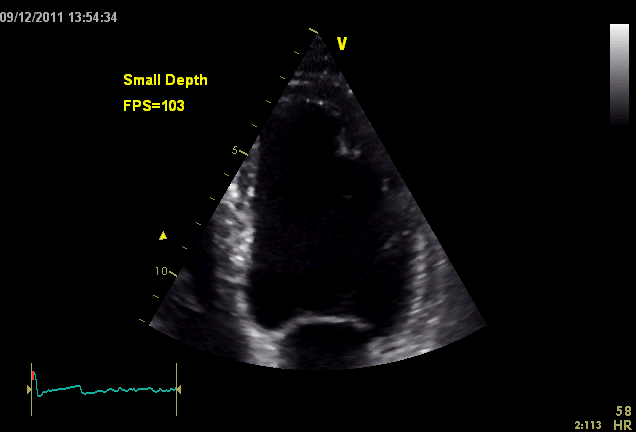 09/12/2011 13:54:34
V
Small Depth
FPS=103
5
10
58
2:113 HR